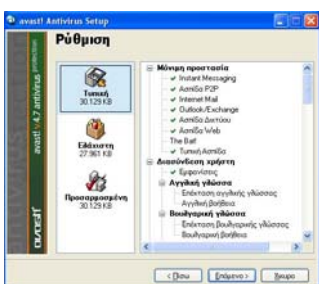 avast! Antivirus Setup
Ρύθμιση
avast! v4.7 antivirus protection
avast!
Τυπική
30.129 KB
Ελάχιστη
27.961 KB
Προσαρμοσμένη
30.129 KB
Μόνιμη προστασία
Instant Messaging
Ασπίδα P2P
Internet Mail
Outlook/Exchange
Ασπίδα Δικτύου
Ασπίδα Web
The Bat!
Τυπική Ασπίδα
Διασύνδεση χρήστη
Εμφανίσεις
Αγγλική γλώσσα
Επέκταση αγγλικής γλώσσας
Αγγλική βοήθεια
Βουλγαρική γλώσσα
Επέκταση βουλγαρικής γλώσσας
Βουλγαρική βοήθεια
< Πίσω
Επόμενο >
Άκυρο